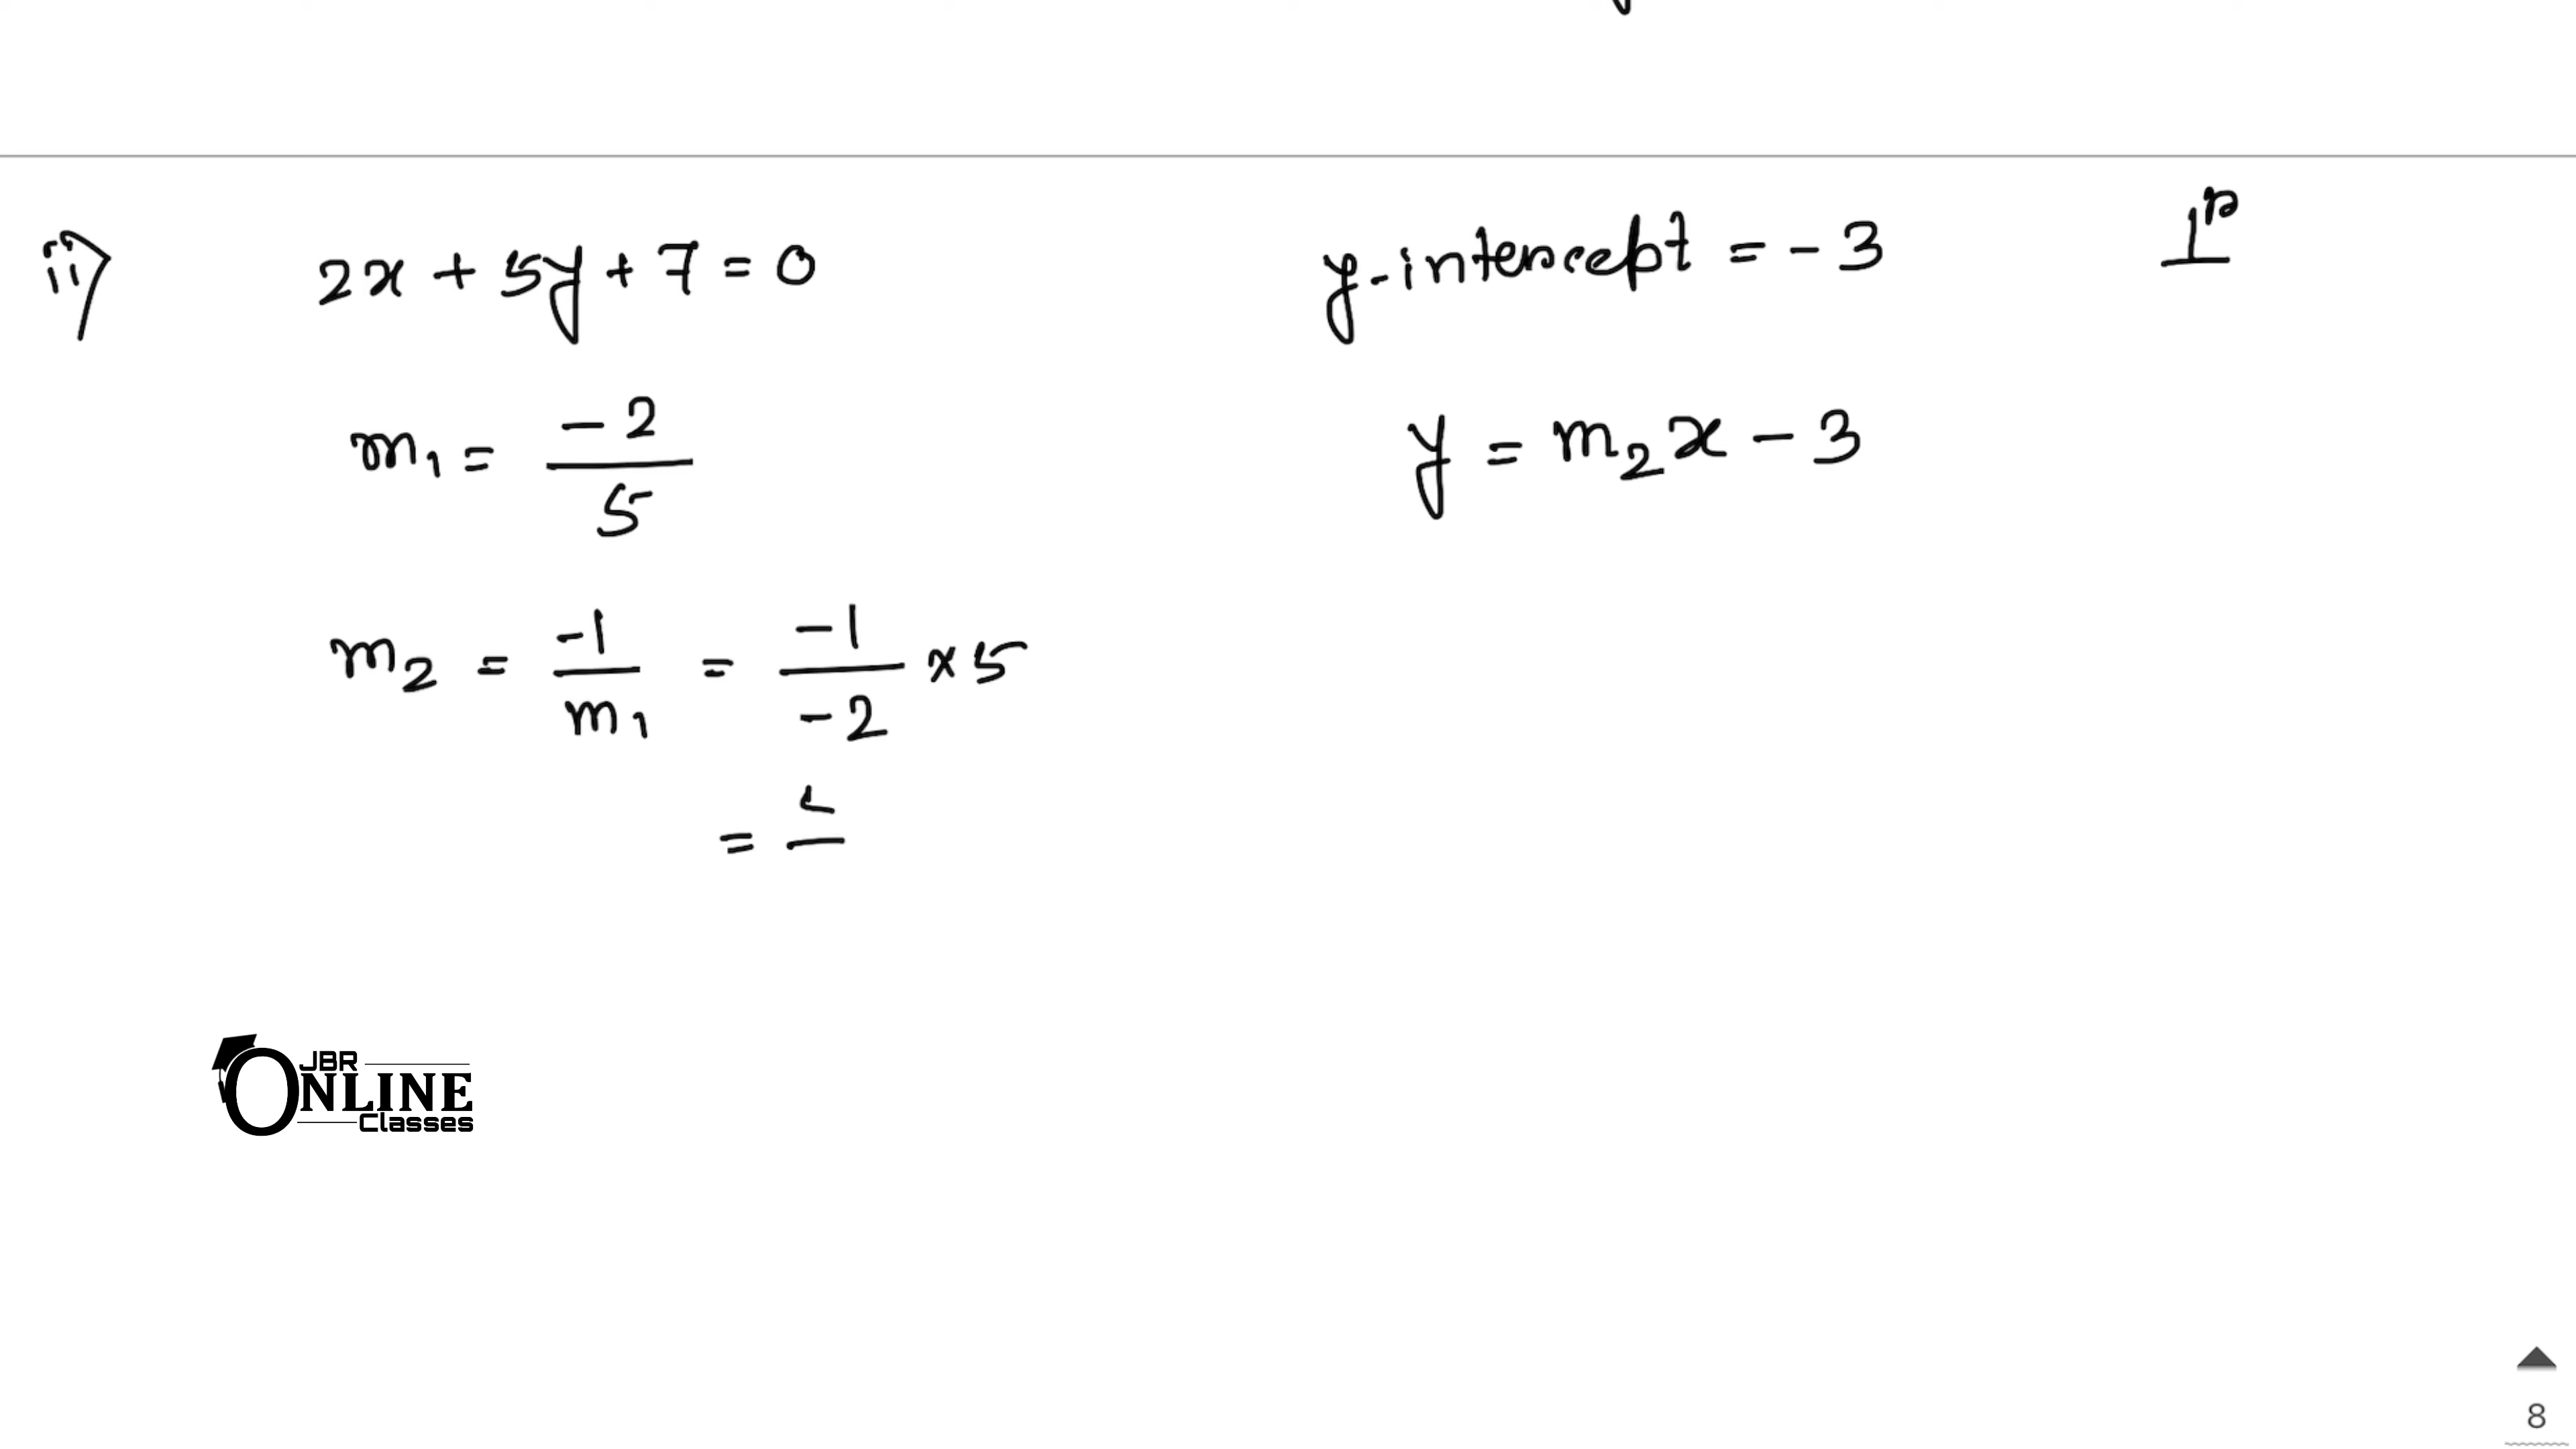 ii) 2x + 5y + 7 = 0 y-intercept = - 3 ⊥r
m₁ = -2/5 y = m₂x - 3
m₂ = -1/m₁ = -1/-2 × 5
=
JBR
ONLINE
Classes
8